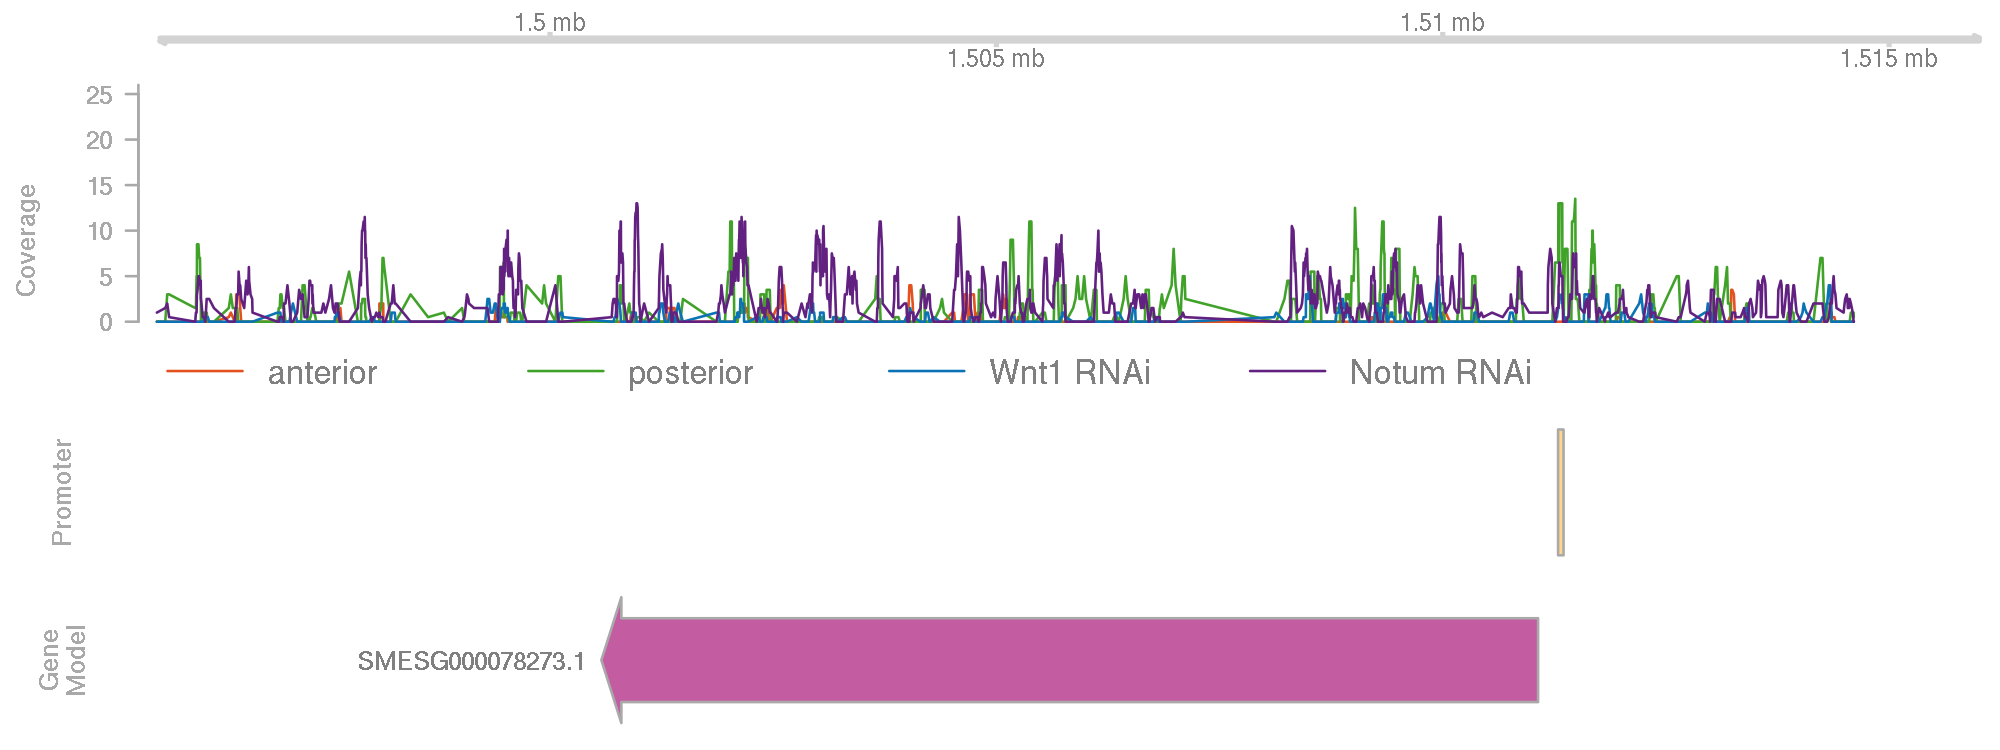 1.5 mb
1.51 mb
1.505 mb
1.515 mb
25
20
15
10
5
0
Coverage
anterior
posterior
Wnt1 RNAi
Notum RNAi
Promoter
Gene
Model
SMESG000078273.1